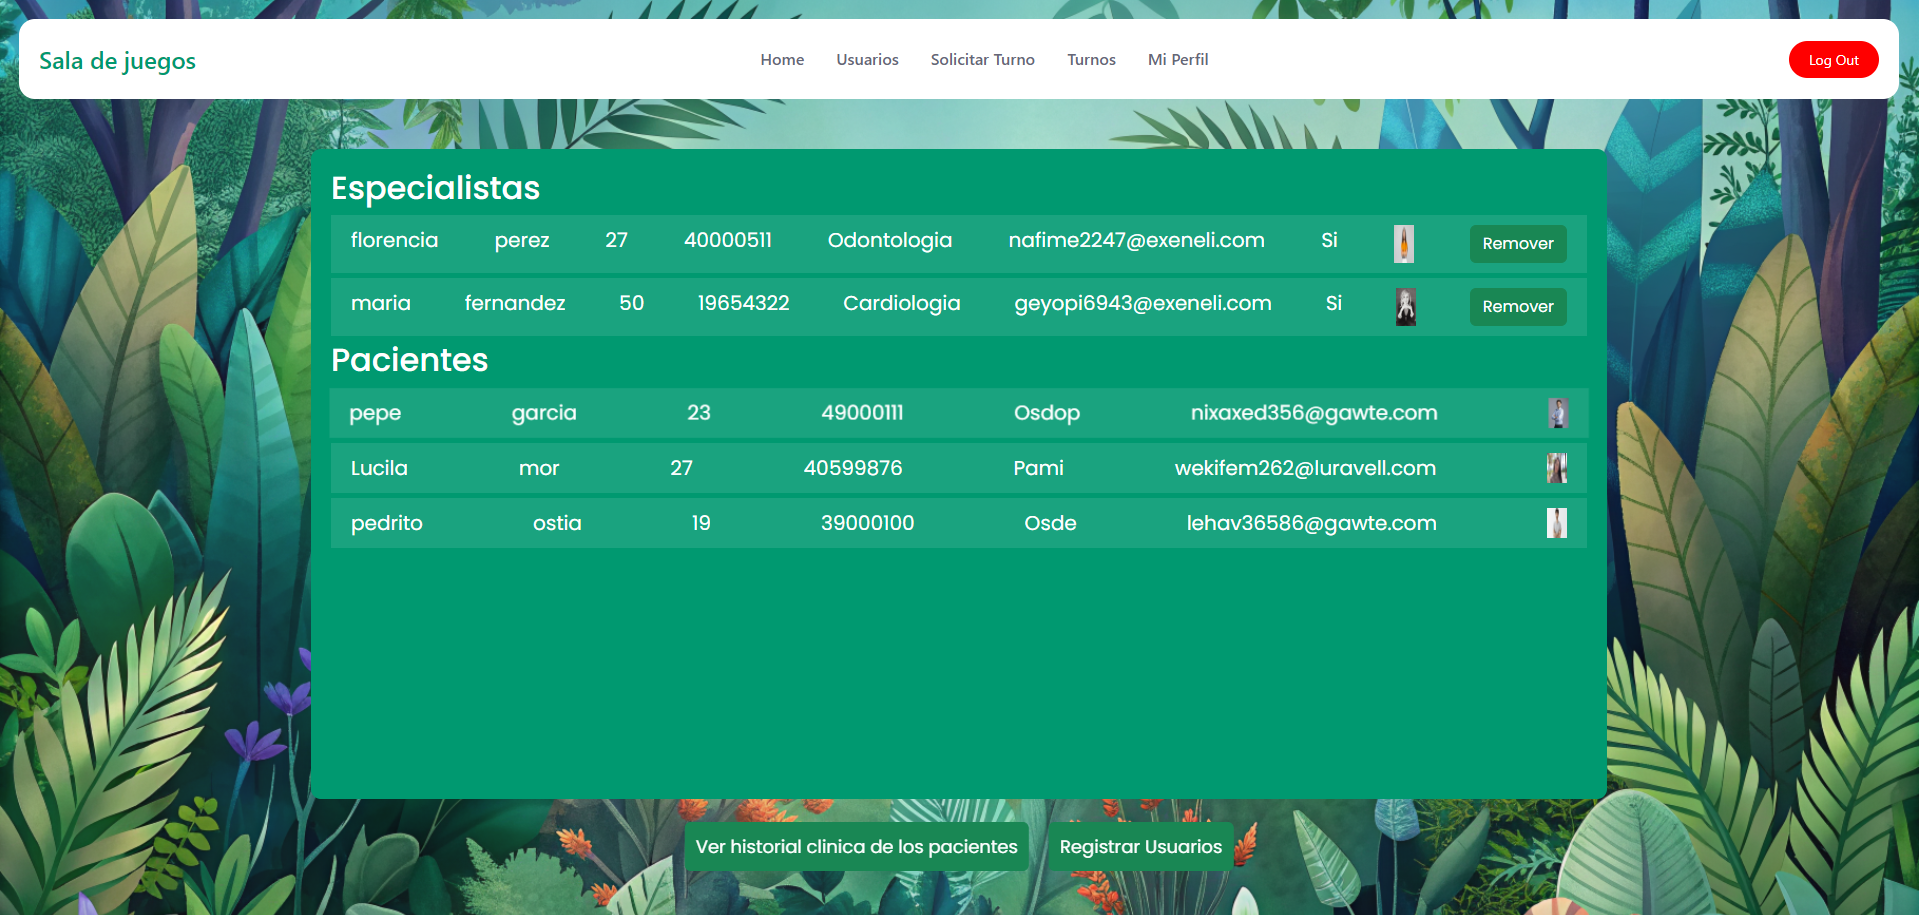 Sala de juegos Home Usuarios Solicitar Turno Turnos Mi Perfil Log Out
Especialistas
florencia perez 27 40000511 Odontologia nafime2247@exeneli.com Si Remover
maria fernandez 50 19654322 Cardiologia geyopi6943@exeneli.com Si Remover
Pacientes
pepe garcia 23 49000111 Osdop nixaxed356@gawte.com
Lucila mor 27 40599876 Pami wekifem262@luravell.com
pedrito ostia 19 39000100 Osde lehav36586@gawte.com
Ver historial clinica de los pacientes Registrar Usuarios